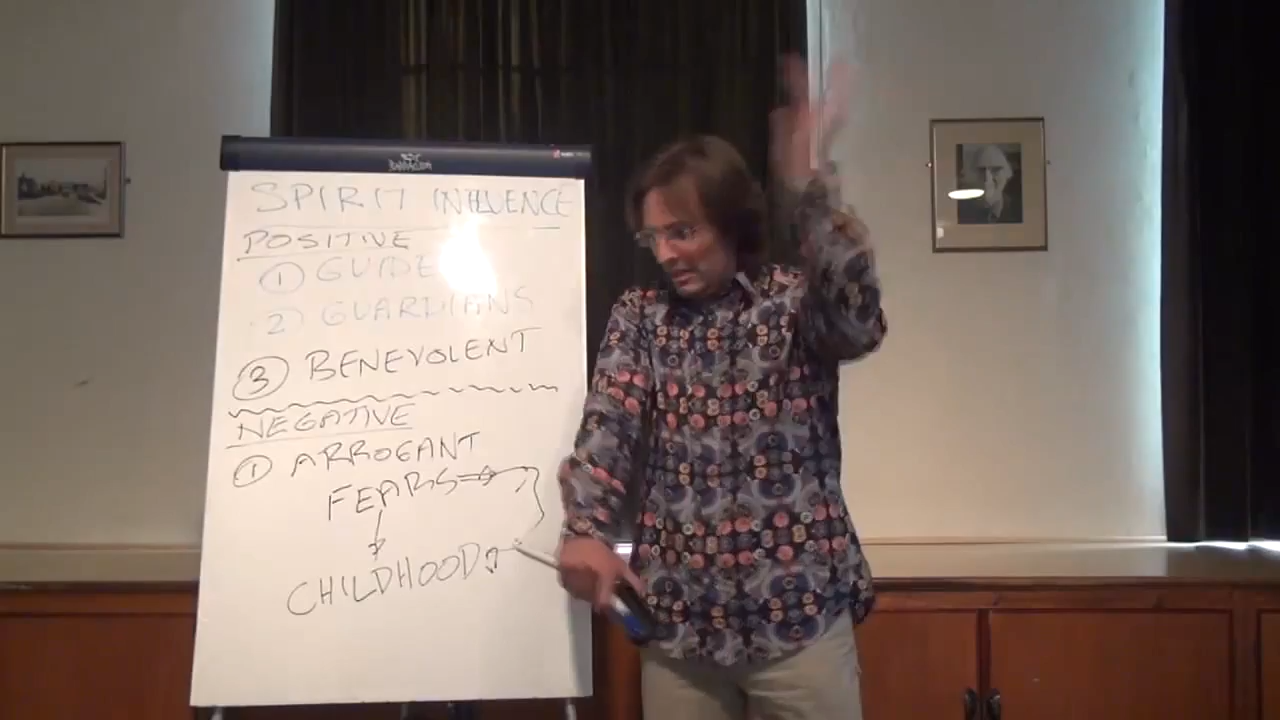 SPIRIT INFLUENCE
POSITIVE
① GUIDE
2 GUARDIANS
③ BENEVOLENT
NEGATIVE
① ARROGANT
FEARS
CHILDHOOD